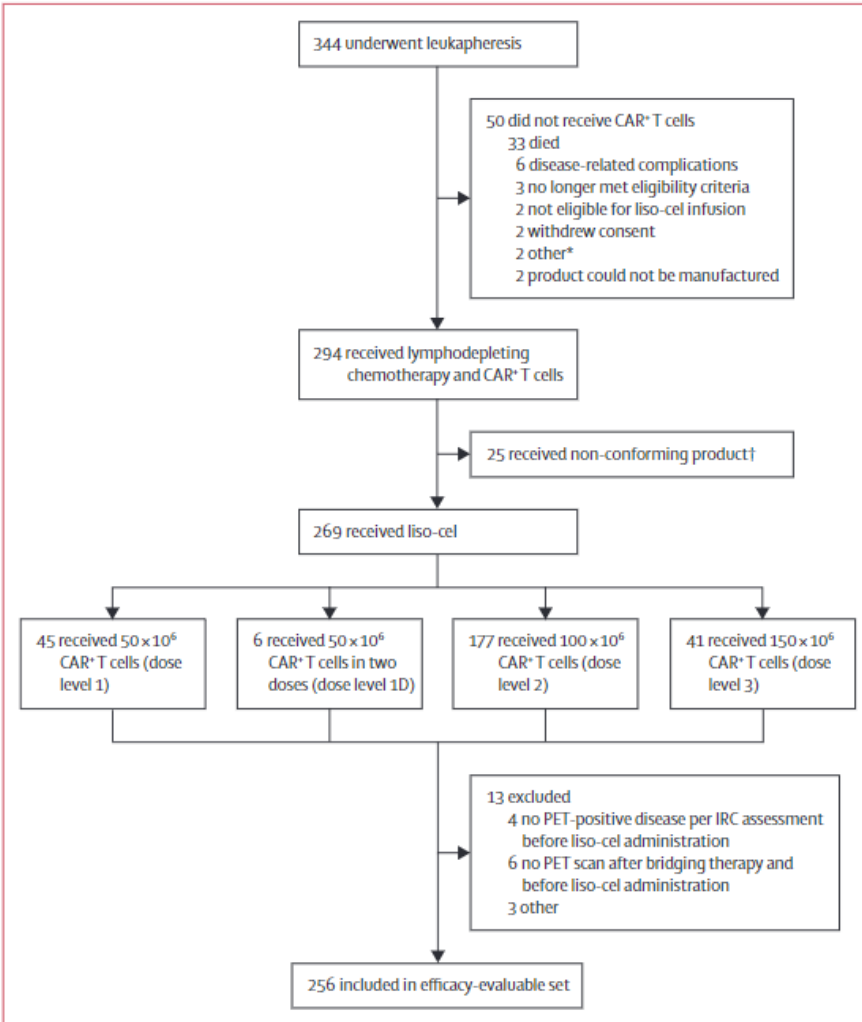 344 underwent leukapheresis
50 did not receive CAR⁺ T cells
33 died
6 disease-related complications
3 no longer met eligibility criteria
2 not eligible for liso-cel infusion
2 withdrew consent
2 other*
2 product could not be manufactured
294 received lymphodepleting
chemotherapy and CAR⁺ T cells
25 received non-conforming product†
269 received liso-cel
45 received 50 × 10⁶
CAR⁺ T cells (dose
level 1)
6 received 50 × 10⁶
CAR⁺ T cells in two
doses (dose level 1D)
177 received 100 × 10⁶
CAR⁺ T cells (dose
level 2)
41 received 150 × 10⁶
CAR⁺ T cells (dose
level 3)
13 excluded
4 no PET-positive disease per IRC assessment
before liso-cel administration
6 no PET scan after bridging therapy and
before liso-cel administration
3 other
256 included in efficacy-evaluable set